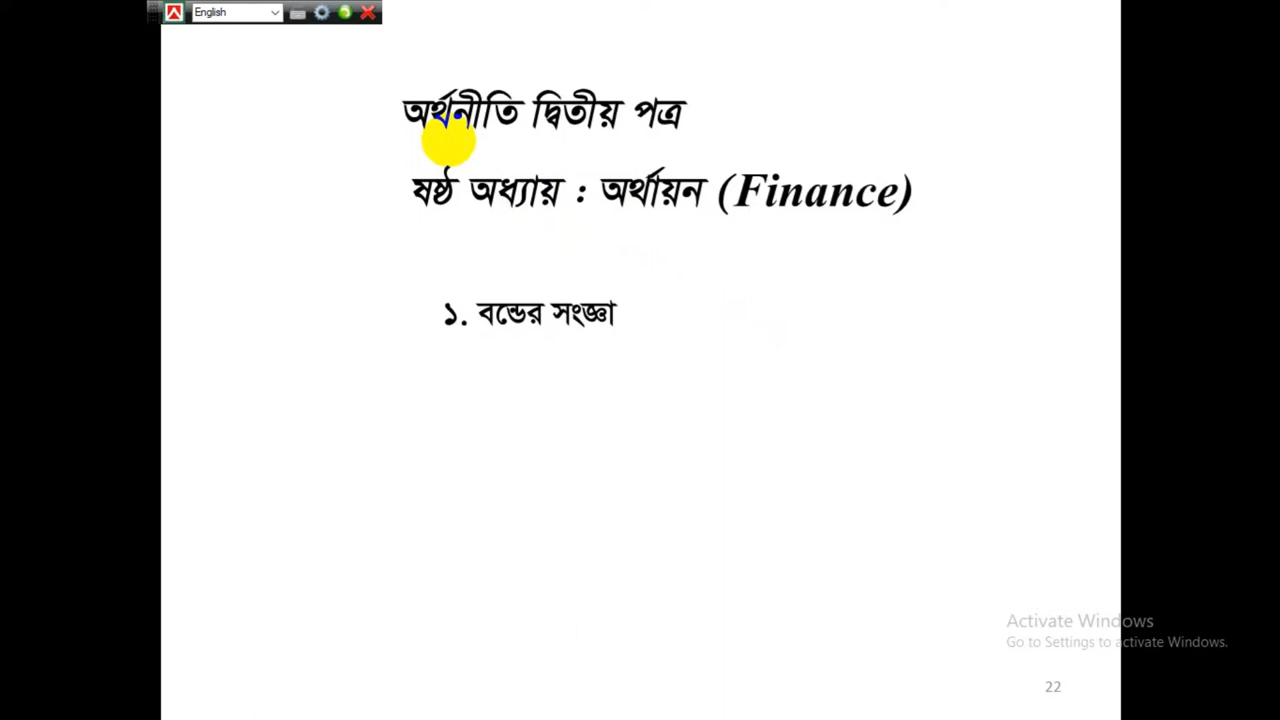 English
অর্থনীতি দ্বিতীয় পত্র
ষষ্ঠ অধ্যায় : অর্থায়ন (Finance)
১. বন্ডের সংজ্ঞা
Activate Windows
Go to Settings to activate Windows.
22